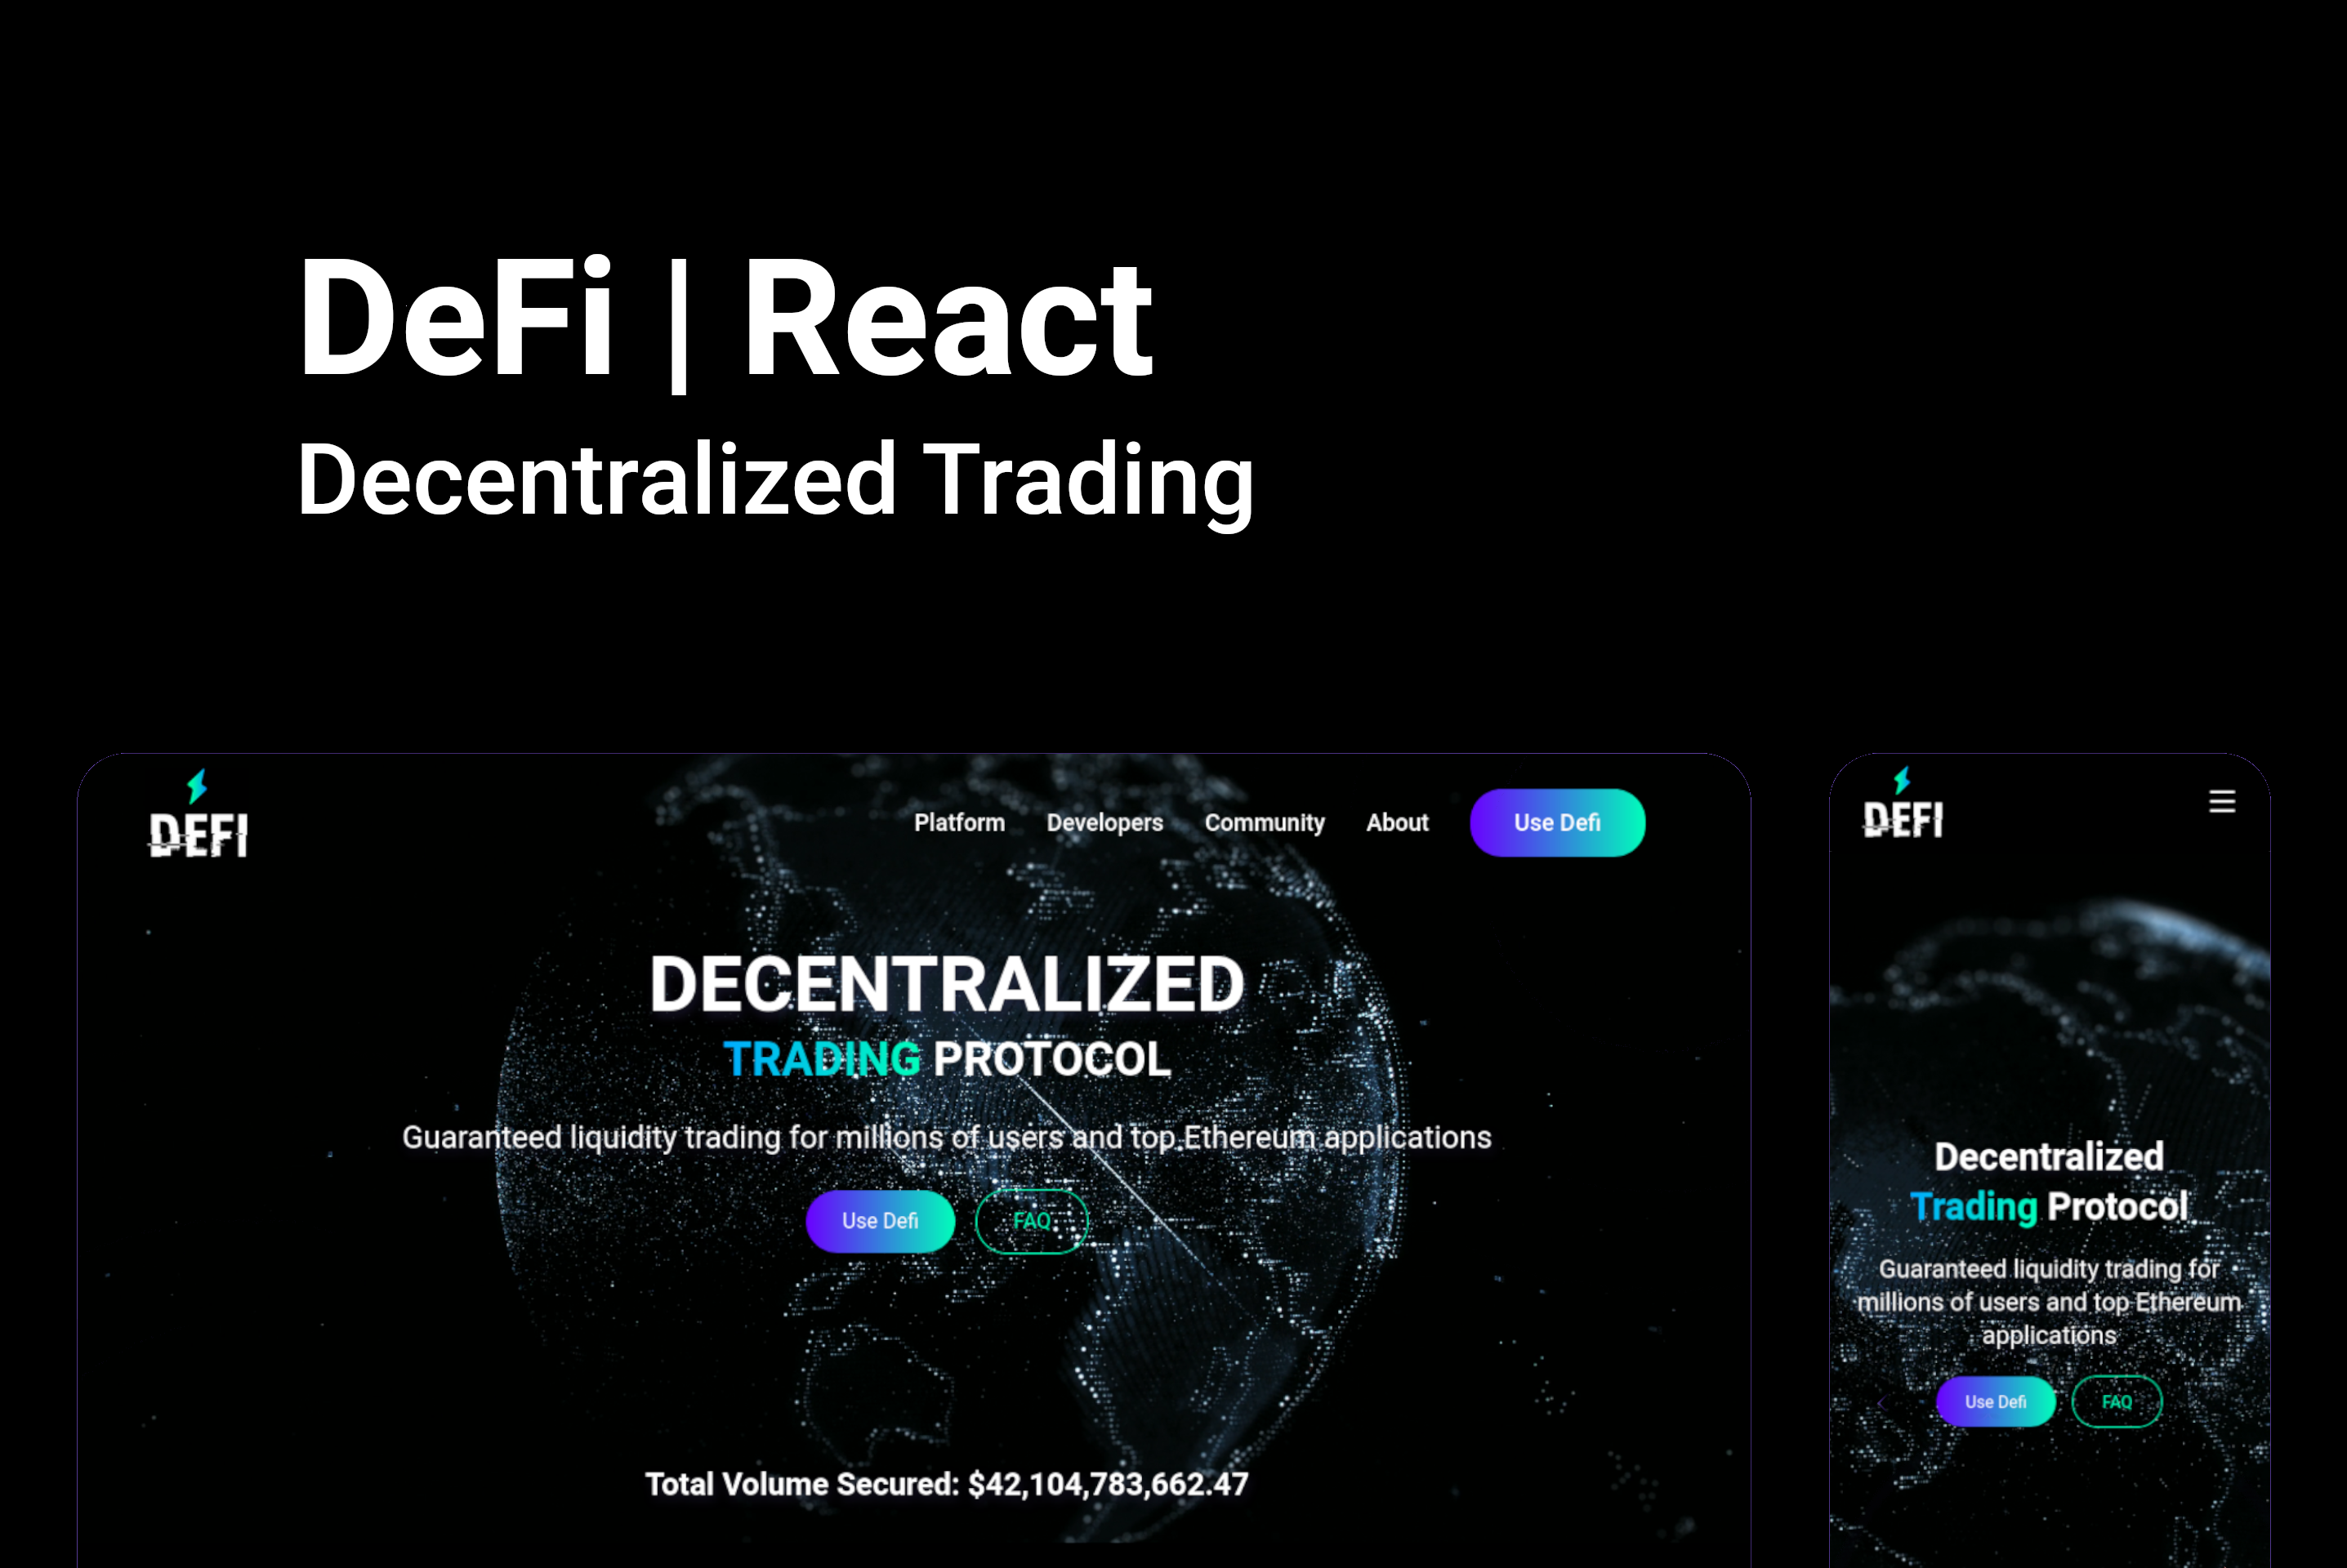 DeFi | React
Decentralized Trading
DEFI
Platform Developers Community About Use Defi
DECENTRALIZED
TRADING PROTOCOL
Guaranteed liquidity trading for millions of users and top Ethereum applications
Use Defi FAQ
Total Volume Secured: $42,104,783,662.47
DEFI
Decentralized
Trading Protocol
Guaranteed liquidity trading for
millions of users and top Ethereum
applications
Use Defi FAQ